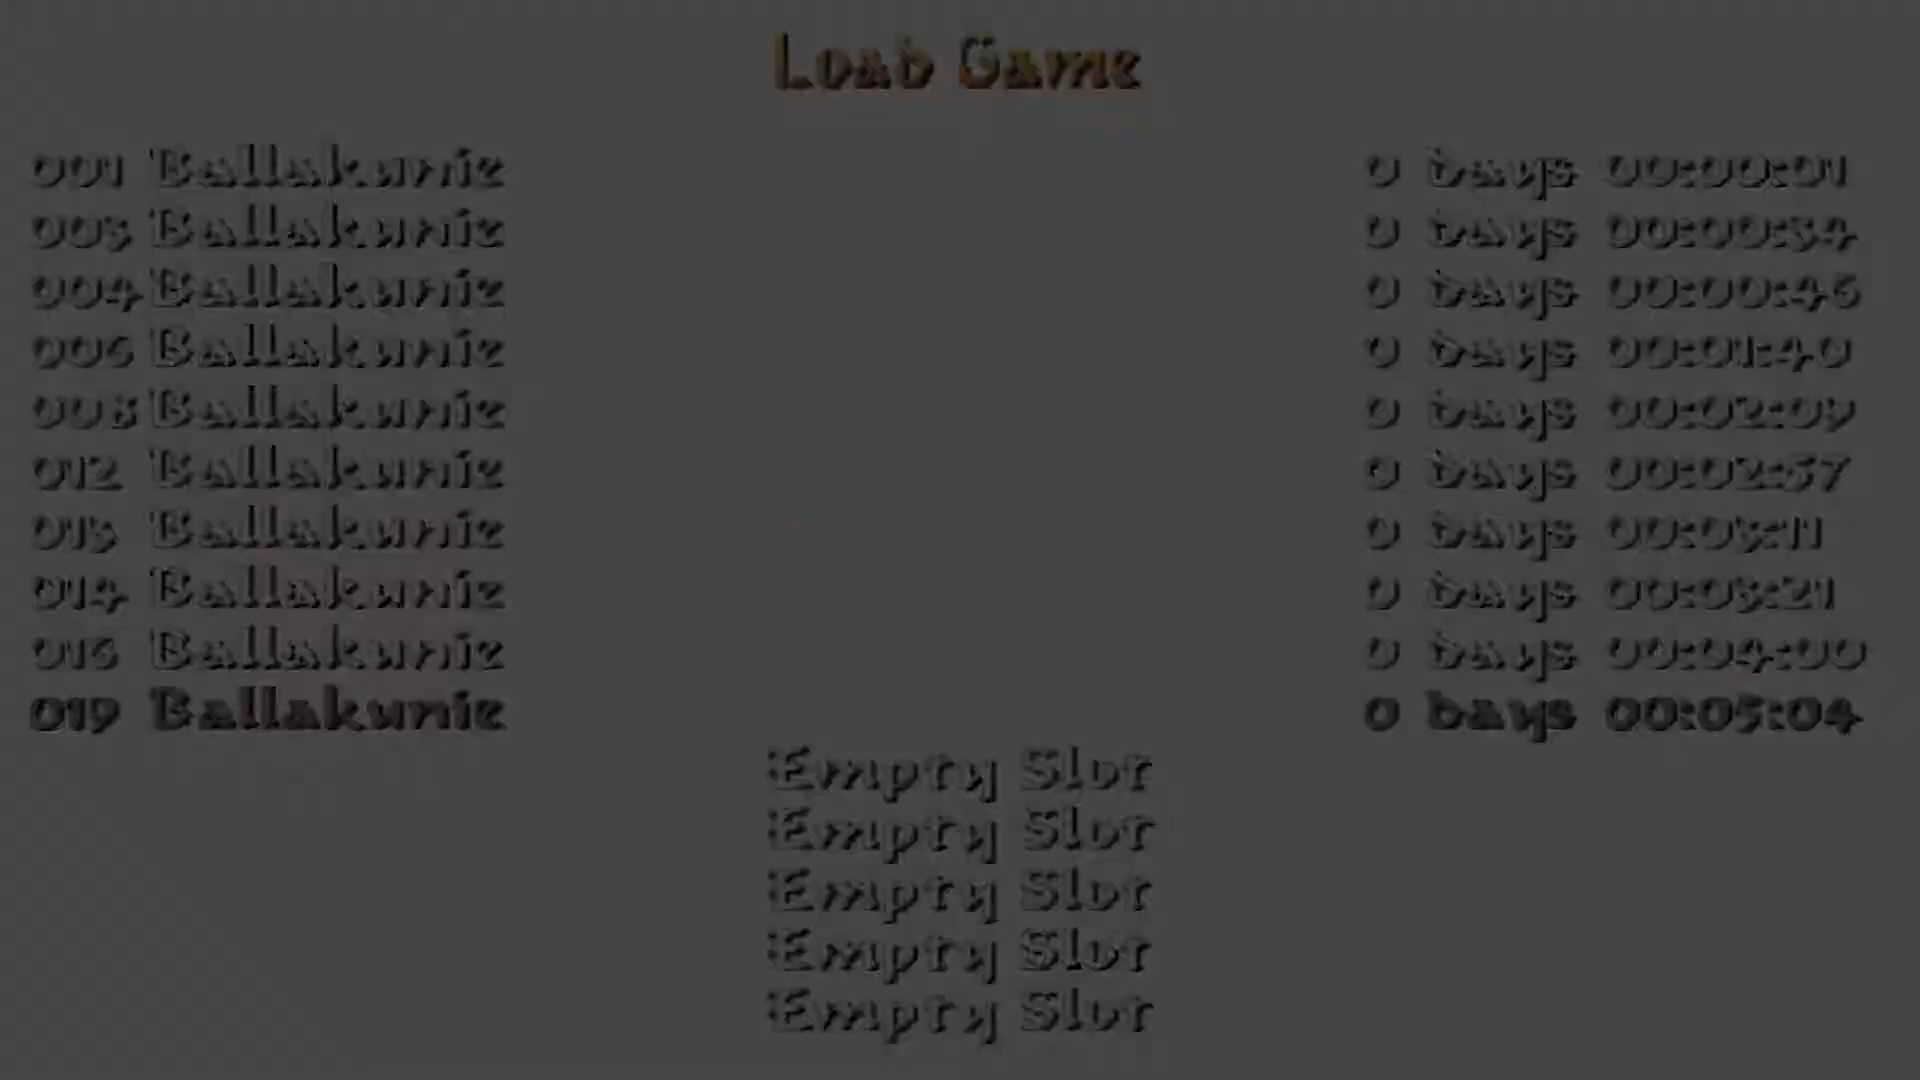 Load Game
001 Ballakunie 0 days 00:00:01
003 Ballakunie 0 days 00:00:34
004 Ballakunie 0 days 00:00:46
006 Ballakunie 0 days 00:01:40
008 Ballakunie 0 days 00:02:09
012 Ballakunie 0 days 00:02:57
013 Ballakunie 0 days 00:03:11
014 Ballakunie 0 days 00:03:21
016 Ballakunie 0 days 00:04:00
019 Ballakunie 0 days 00:05:04
Empty Slot
Empty Slot
Empty Slot
Empty Slot
Empty Slot